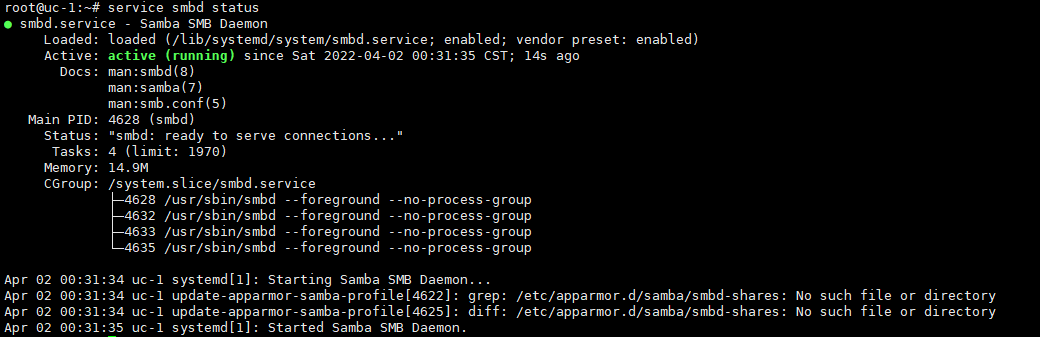 root@uc-1:~# service smbd status
● smbd.service - Samba SMB Daemon
     Loaded: loaded (/lib/systemd/system/smbd.service; enabled; vendor preset: enabled)
     Active: active (running) since Sat 2022-04-02 00:31:35 CST; 14s ago
       Docs: man:smbd(8)
             man:samba(7)
             man:smb.conf(5)
   Main PID: 4628 (smbd)
     Status: "smbd: ready to serve connections..."
      Tasks: 4 (limit: 1970)
     Memory: 14.9M
     CGroup: /system.slice/smbd.service
             ├─4628 /usr/sbin/smbd --foreground --no-process-group
             ├─4632 /usr/sbin/smbd --foreground --no-process-group
             ├─4633 /usr/sbin/smbd --foreground --no-process-group
             └─4635 /usr/sbin/smbd --foreground --no-process-group

Apr 02 00:31:34 uc-1 systemd[1]: Starting Samba SMB Daemon...
Apr 02 00:31:34 uc-1 update-apparmor-samba-profile[4622]: grep: /etc/apparmor.d/samba/smbd-shares: No such file or directory
Apr 02 00:31:34 uc-1 update-apparmor-samba-profile[4625]: diff: /etc/apparmor.d/samba/smbd-shares: No such file or directory
Apr 02 00:31:35 uc-1 systemd[1]: Started Samba SMB Daemon.